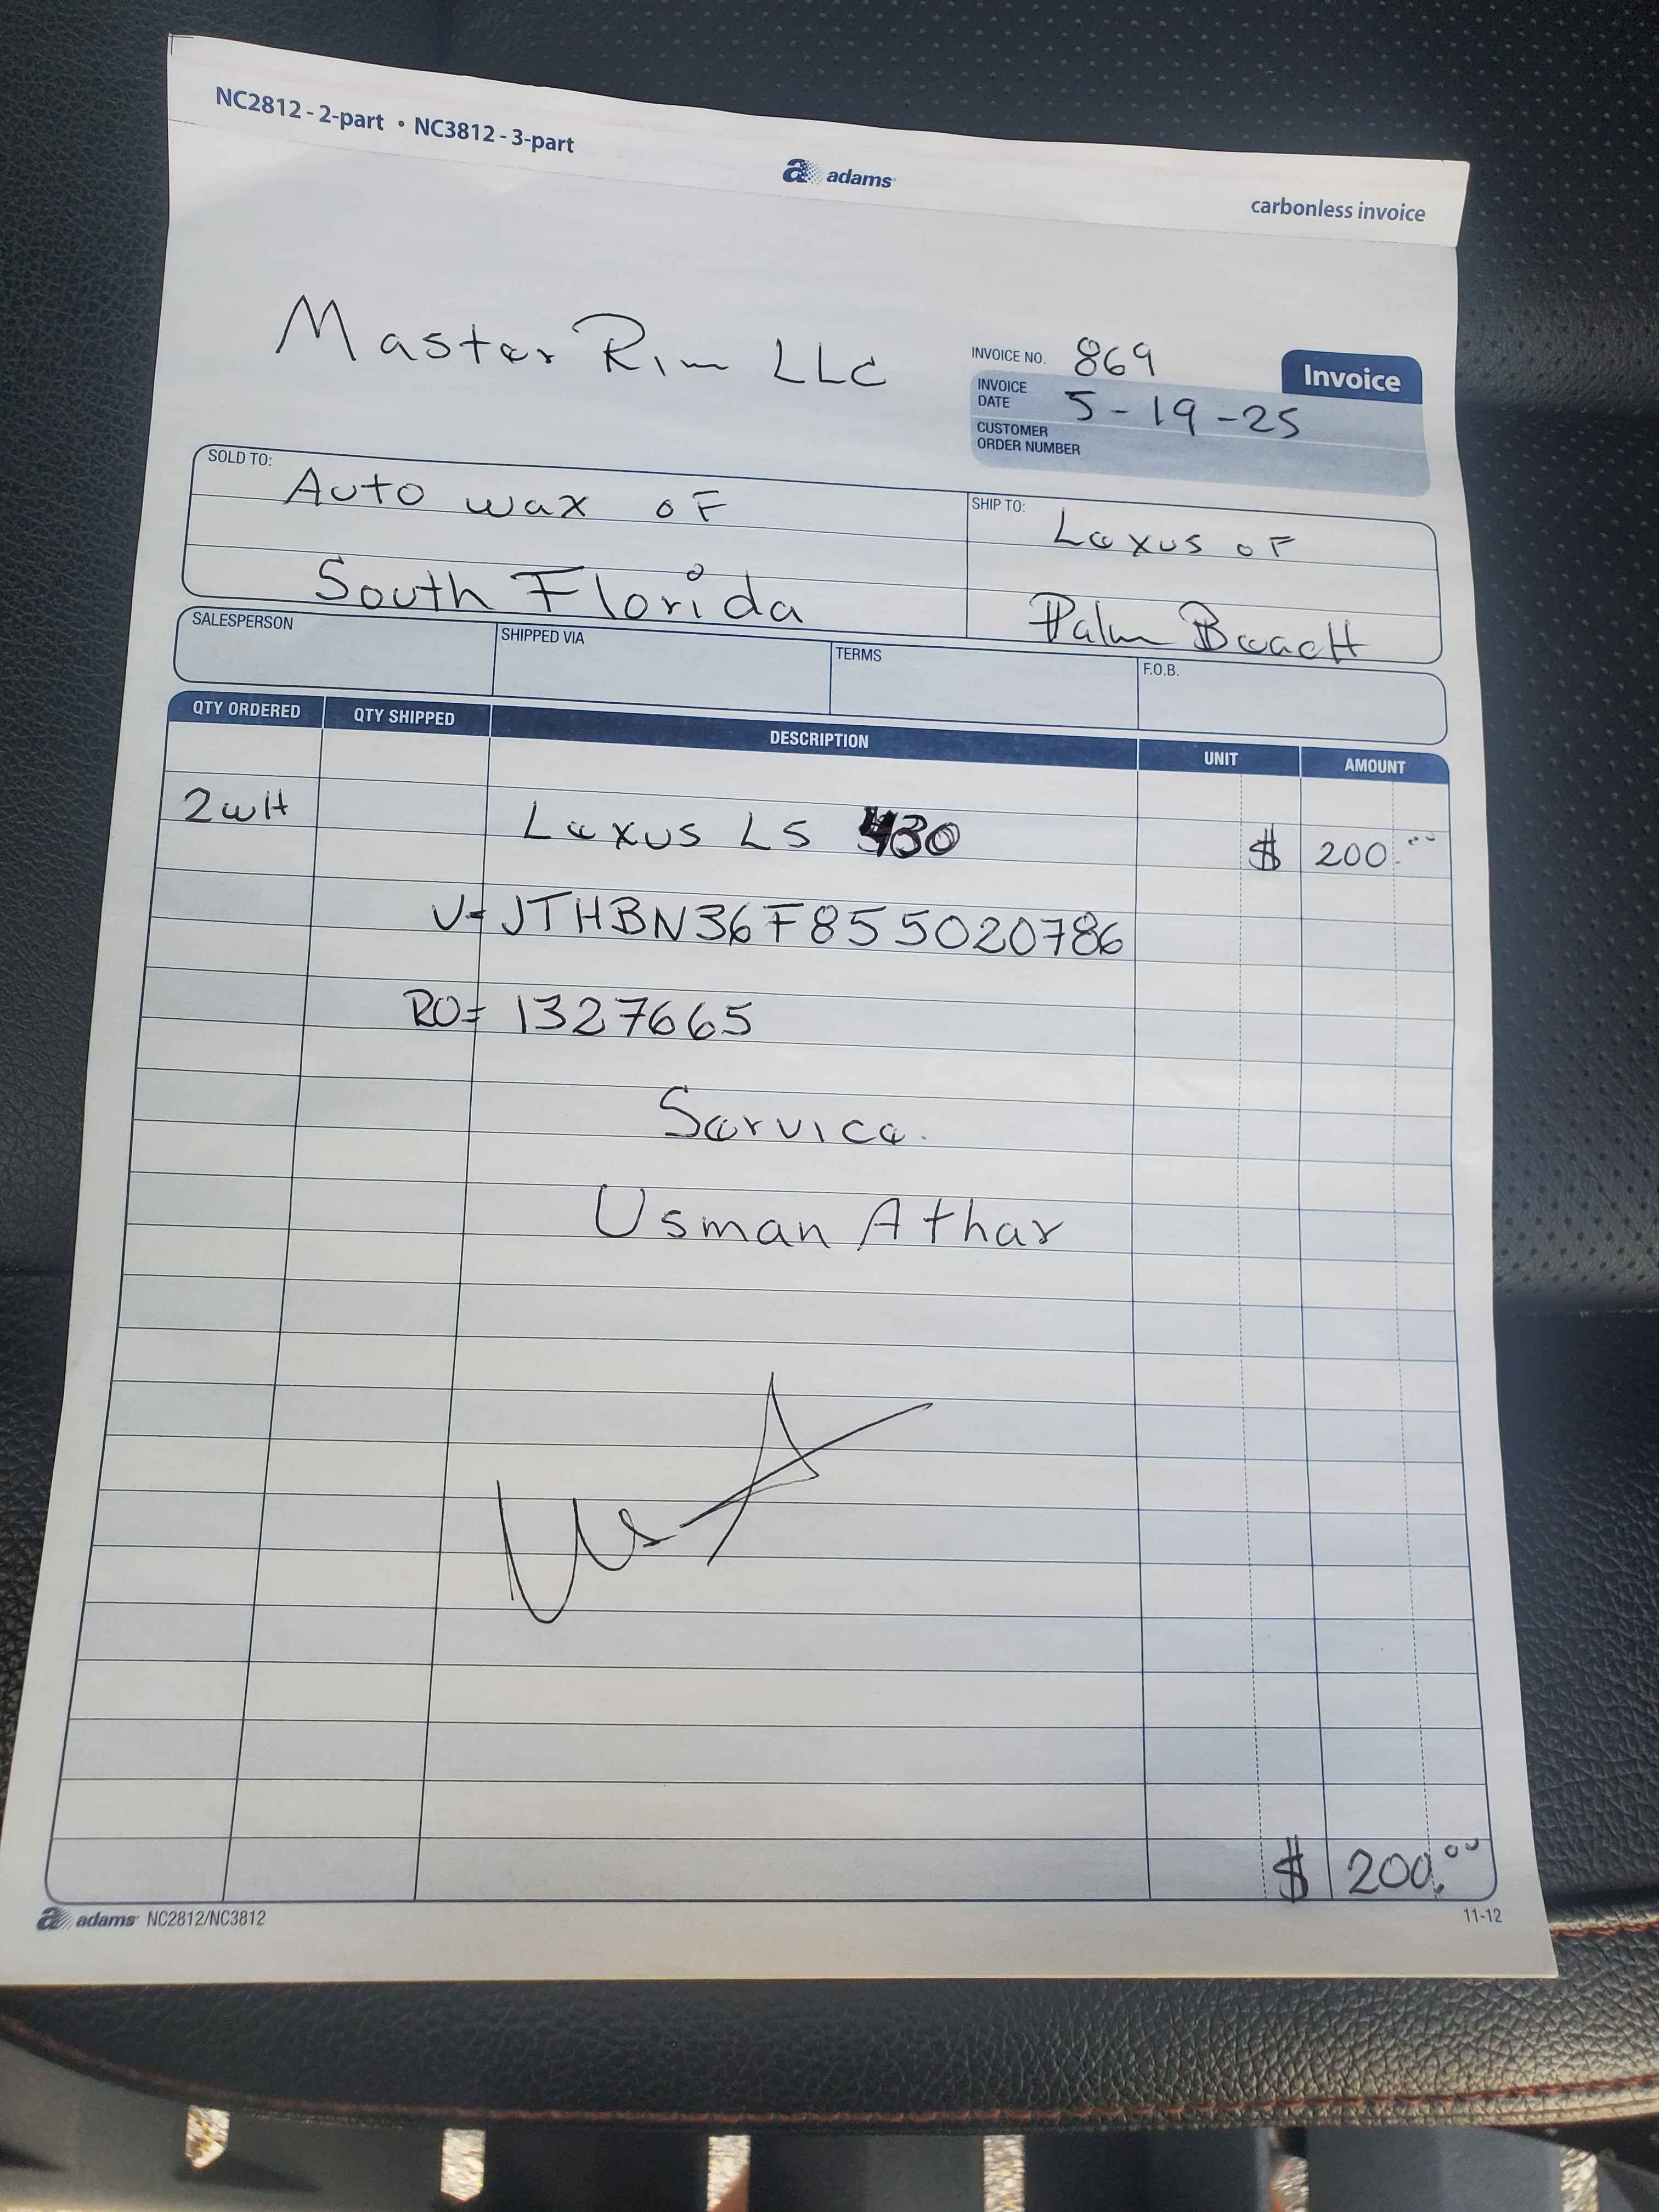 NC2812 - 2-part • NC3812 - 3-part
adams
carbonless invoice
Master Rim LLC
INVOICE NO. 869
Invoice
INVOICE DATE 5-19-25
CUSTOMER ORDER NUMBER
SOLD TO: Auto wax oF
South Florida
SHIP TO: Lexus oF
Palm BeacH
SALESPERSON SHIPPED VIA TERMS F.O.B.
QTY ORDERED QTY SHIPPED DESCRIPTION UNIT AMOUNT
2 wH Lexus LS 430 $ 200.00
V= JTHBN36F855020786
RO= 1327665
Service.
Usman Athar
$ 200.00
adams NC2812/NC3812
11-12